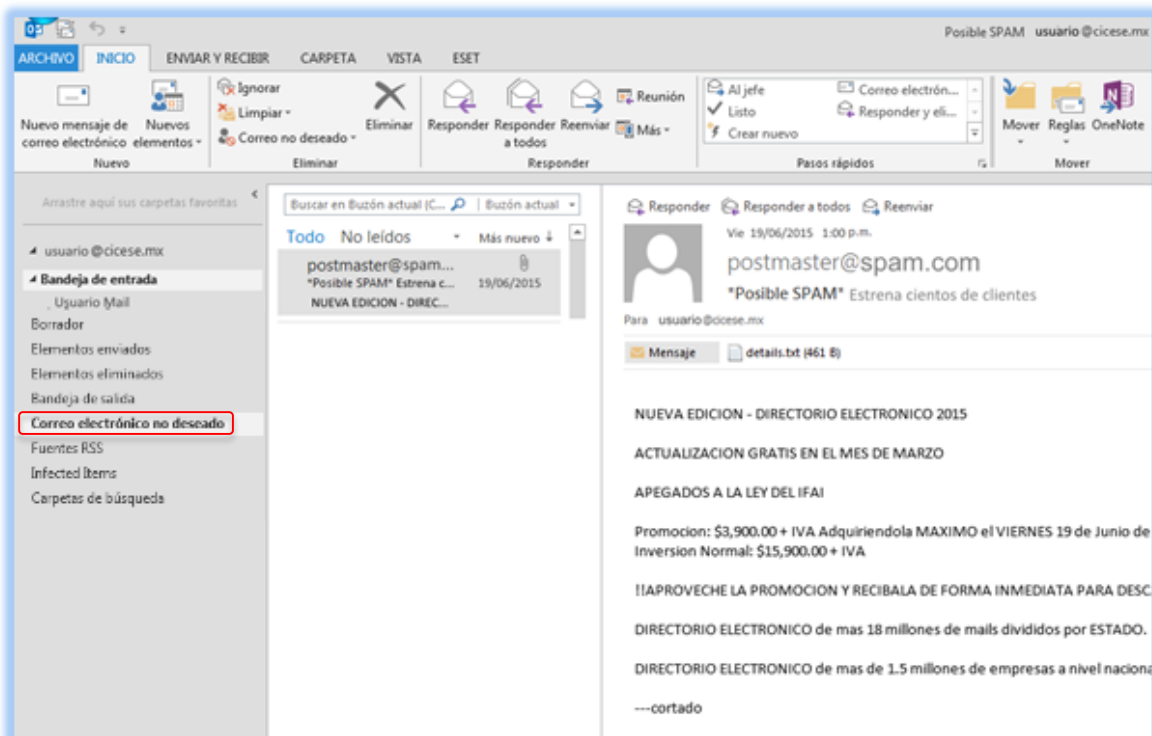 Posible SPAM usuario @cicese.mx
ARCHIVO INICIO ENVIAR Y RECIBIR CARPETA VISTA ESET
Nuevo mensaje de correo electrónico
Nuevos elementos
Nuevo
Ignorar
Limpiar
Correo no deseado
Eliminar
Eliminar
Responder
Responder a todos
Reenviar
Reunión
Más
Responder
Al jefe
Listo
Crear nuevo
Correo electrón...
Responder y eli...
Pasos rápidos
Mover
Reglas
OneNote
Mover
Arrastre aquí sus carpetas favoritas
usuario @cicese.mx
Bandeja de entrada
Usuario Mail
Borrador
Elementos enviados
Elementos eliminados
Bandeja de salida
Correo electrónico no deseado
Fuentes RSS
Infected Items
Carpetas de búsqueda
Buscar en Buzón actual (C... Buzón actual
Todo No leídos Más nuevo
postmaster@spam...
*Posible SPAM* Estrena c... 19/06/2015
NUEVA EDICION - DIREC...
Responder Responder a todos Reenviar
Vie 19/06/2015 1:00 p.m.
postmaster@spam.com
*Posible SPAM* Estrena cientos de clientes
Para usuario@cicese.mx
Mensaje details.txt (461 B)
NUEVA EDICION - DIRECTORIO ELECTRONICO 2015
ACTUALIZACION GRATIS EN EL MES DE MARZO
APEGADOS A LA LEY DEL IFAI
Promocion: $3,900.00 + IVA Adquiriendola MAXIMO el VIERNES 19 de Junio de
Inversion Normal: $15,900.00 + IVA
!!APROVECHE LA PROMOCION Y RECIBALA DE FORMA INMEDIATA PARA DESC
DIRECTORIO ELECTRONICO de mas 18 millones de mails divididos por ESTADO.
DIRECTORIO ELECTRONICO de mas de 1.5 millones de empresas a nivel naciona
---cortado